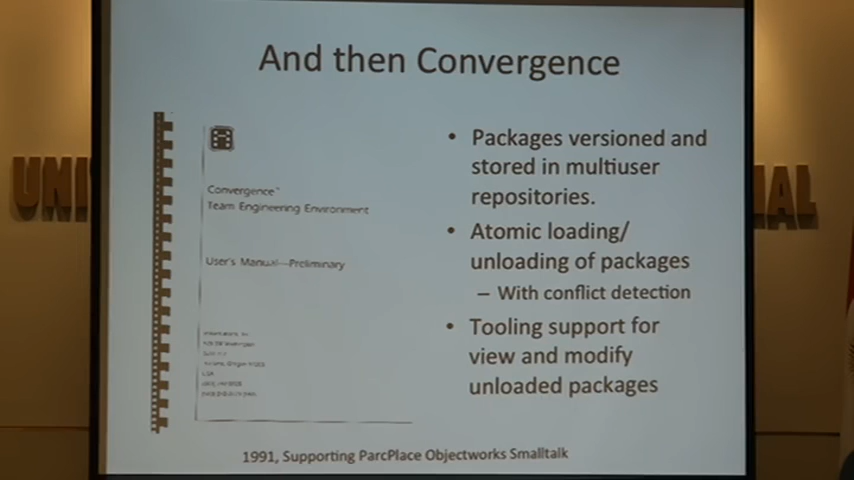 And then Convergence
UNI
AL
Convergence™
Team Engineering Environment
User's Manual—Preliminary
• Packages versioned and
stored in multiuser
repositories.
• Atomic loading/
unloading of packages
– With conflict detection
• Tooling support for
view and modify
unloaded packages
1991, Supporting ParcPlace Objectworks Smalltalk